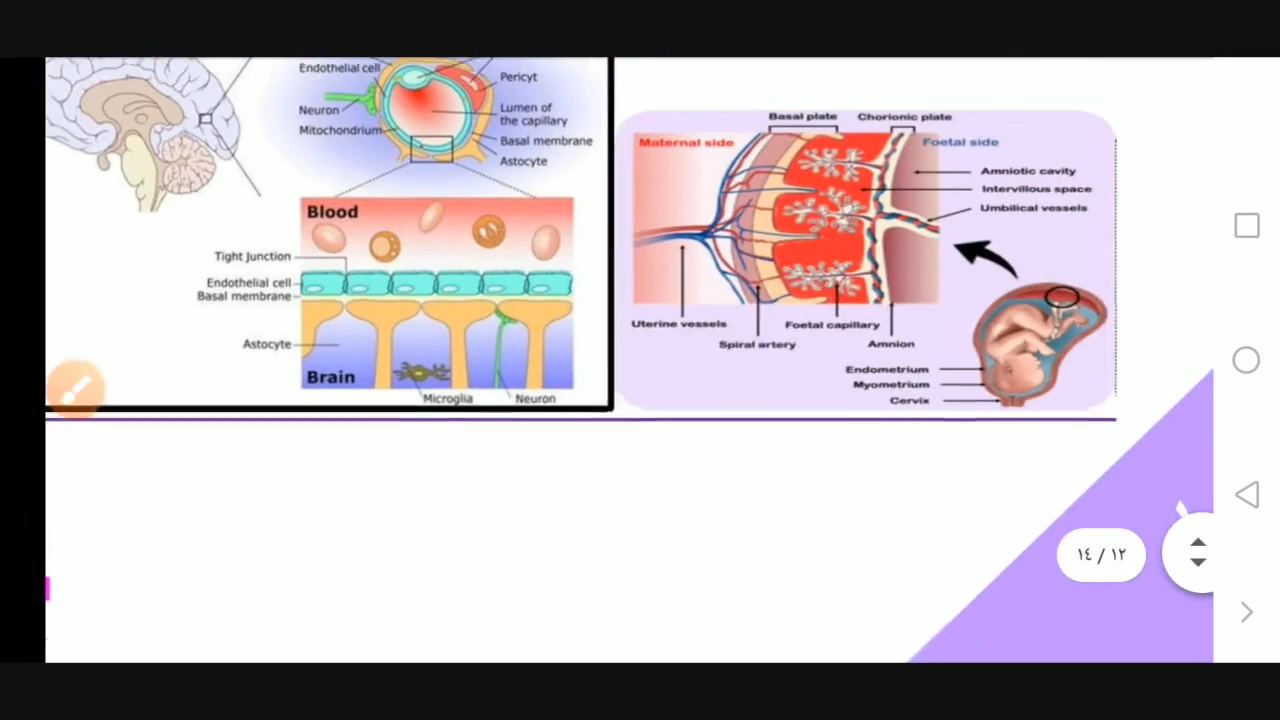 Endothelial cell
Pericyt
Neuron
Lumen of
the capillary
Mitochondrium
Basal membrane
Astocyte
Blood
Tight Junction
Endothelial cell
Basal membrane
Astocyte
Brain
Microglia
Neuron
Basal plate
Chorionic plate
Maternal side
Foetal side
Amniotic cavity
Intervillous space
Umbilical vessels
Uterine vessels
Foetal capillary
Spiral artery
Amnion
Endometrium
Myometrium
Cervix
١٤ / ١٢